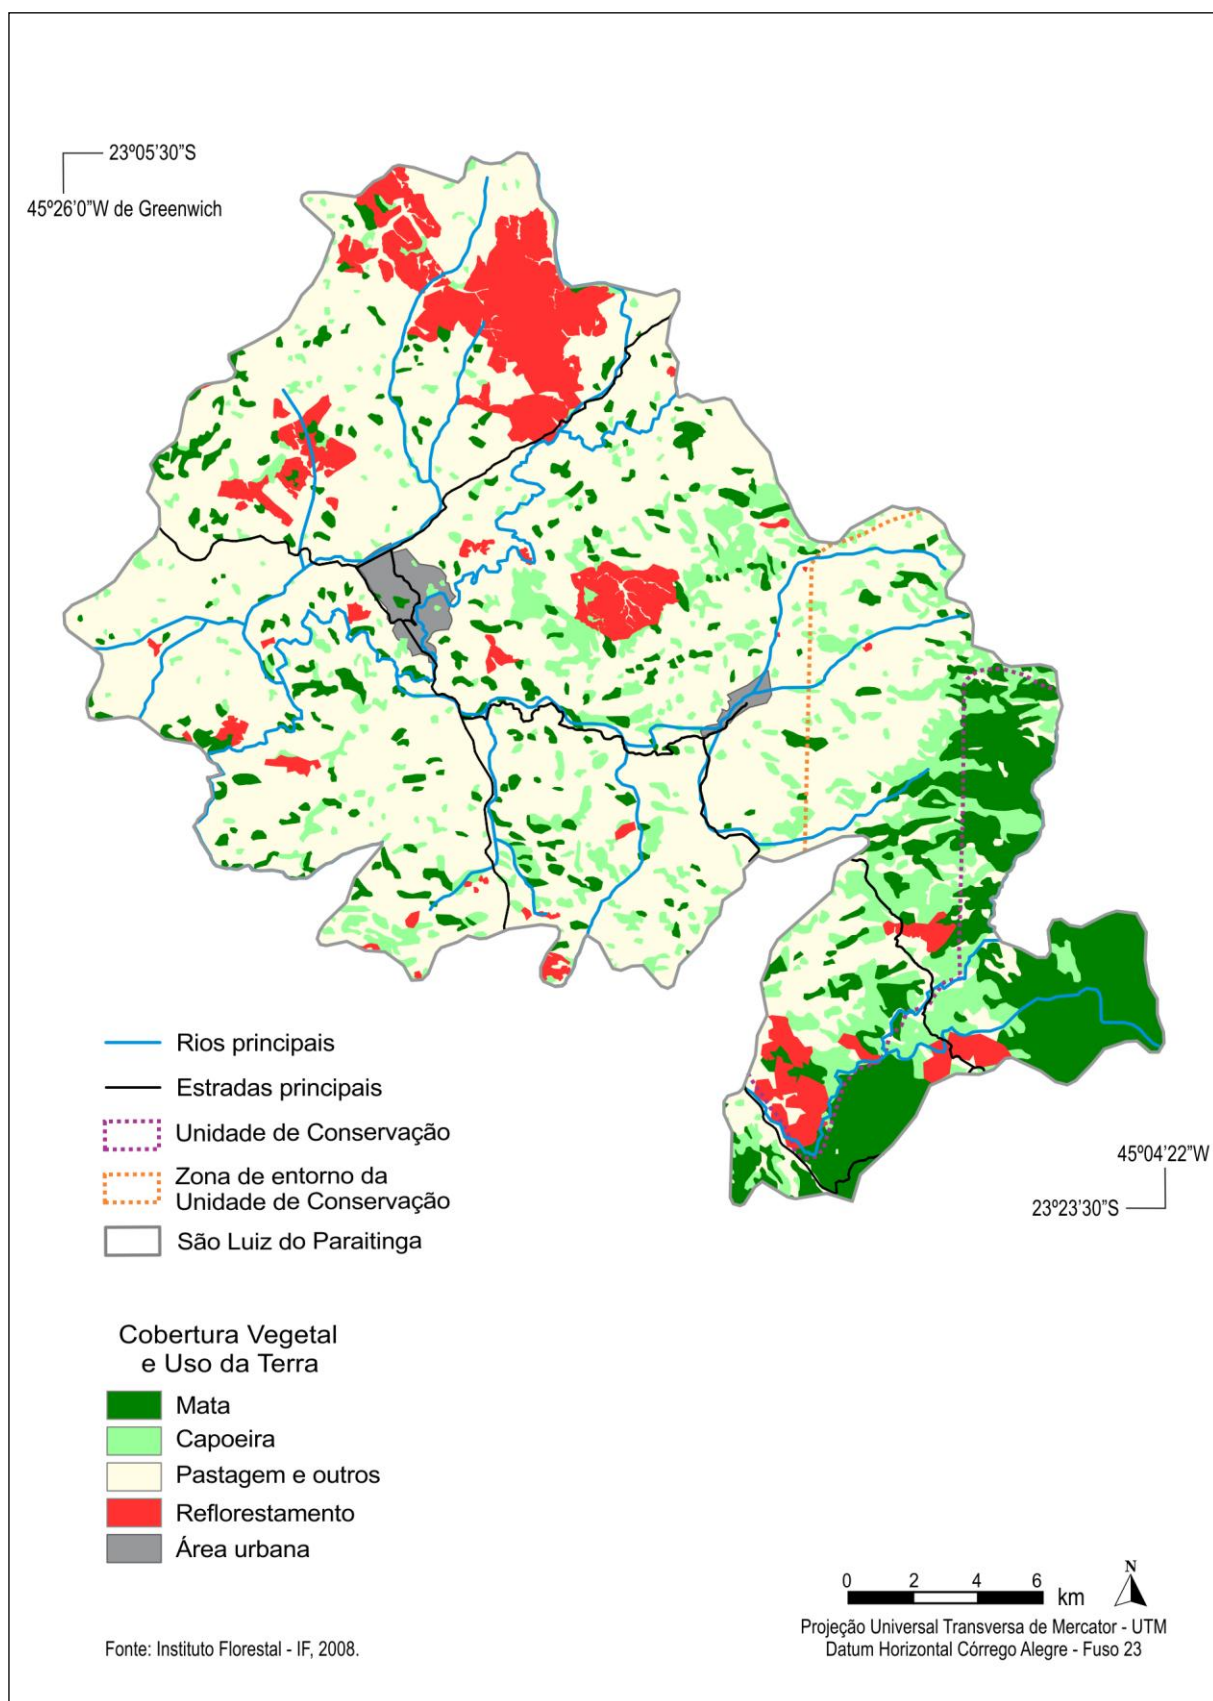 23º05'30"S
45º26'0"W de Greenwich
Rios principais
Estradas principais
Unidade de Conservação
Zona de entorno da
Unidade de Conservação
São Luiz do Paraitinga
45º04'22"W
23º23'30"S
Cobertura Vegetal
e Uso da Terra
Mata
Capoeira
Pastagem e outros
Reflorestamento
Área urbana
0 2 4 6
km
N
Projeção Universal Transversa de Mercator - UTM
Datum Horizontal Córrego Alegre - Fuso 23
Fonte: Instituto Florestal - IF, 2008.